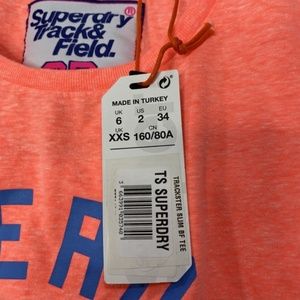 Superdry
Track&
Field.
MADE IN TURKEY
UK US EU
6 2 34
UK CN
XXS 160/80A
TS SUPERDRY
TRACKSTER SLIM BF TEE
ERD